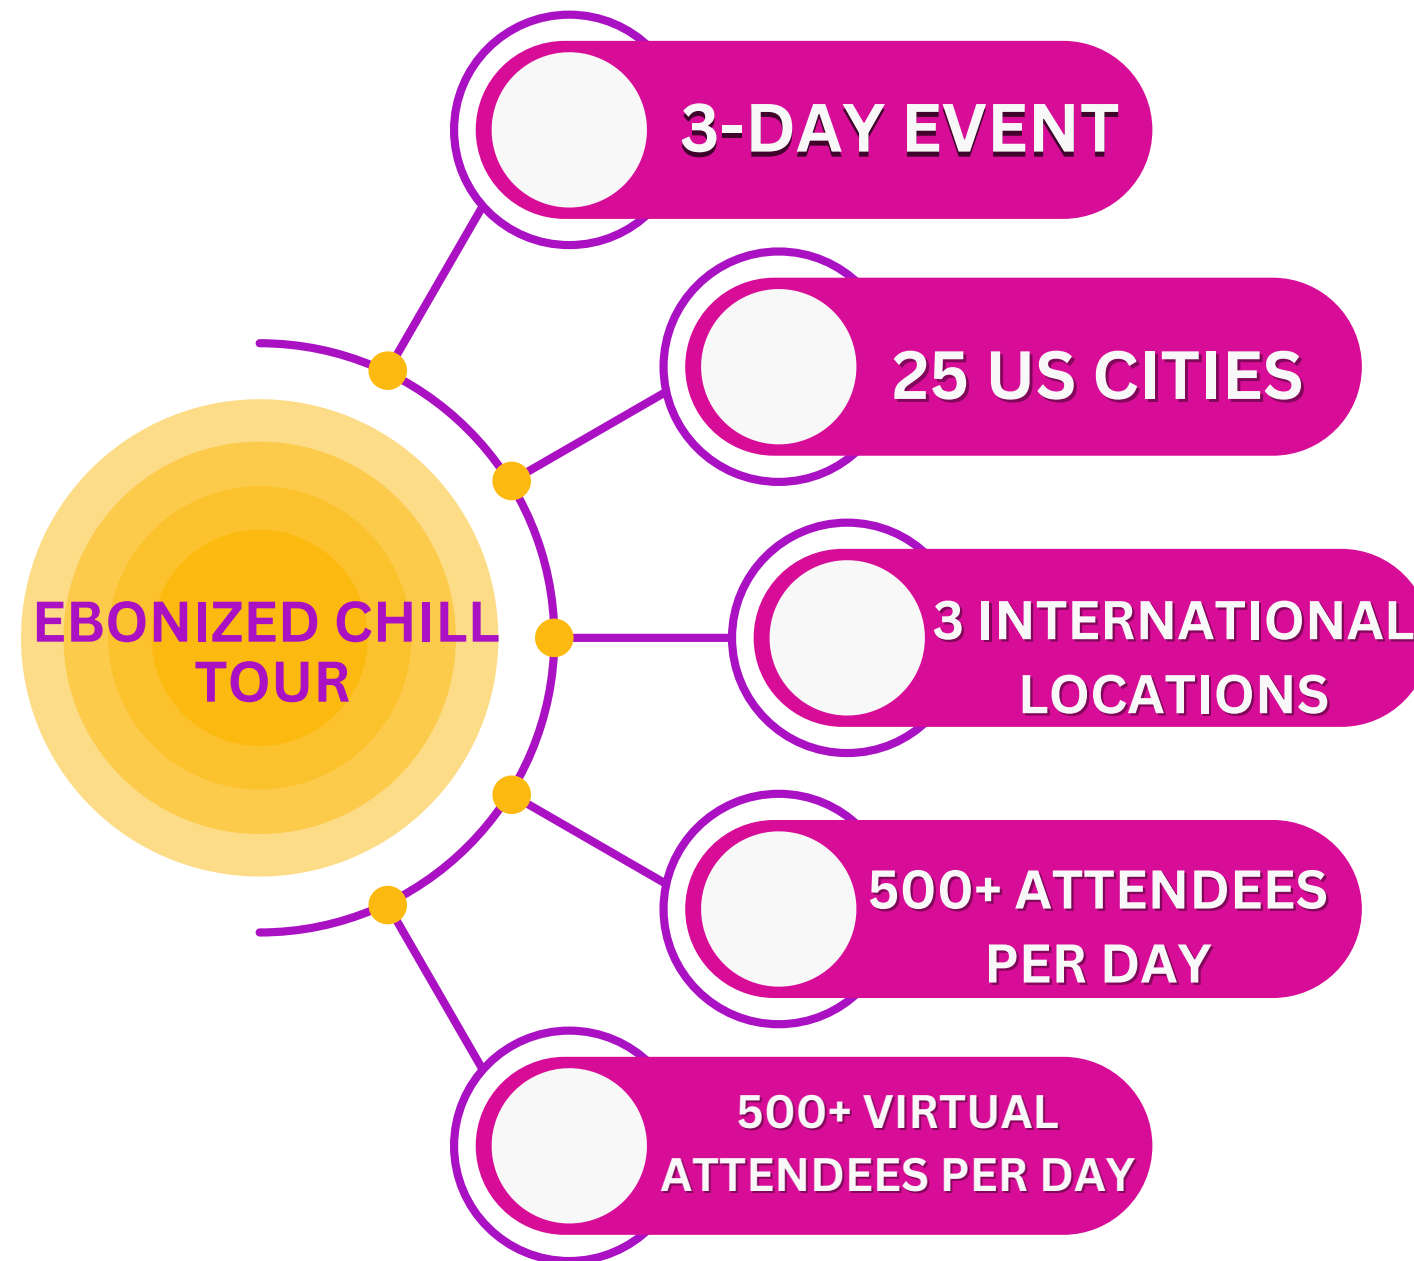 3-DAY EVENT
25 US CITIES
EBONIZED CHILL
TOUR
3 INTERNATIONAL
LOCATIONS
500+ ATTENDEES
PER DAY
500+ VIRTUAL
ATTENDEES PER DAY